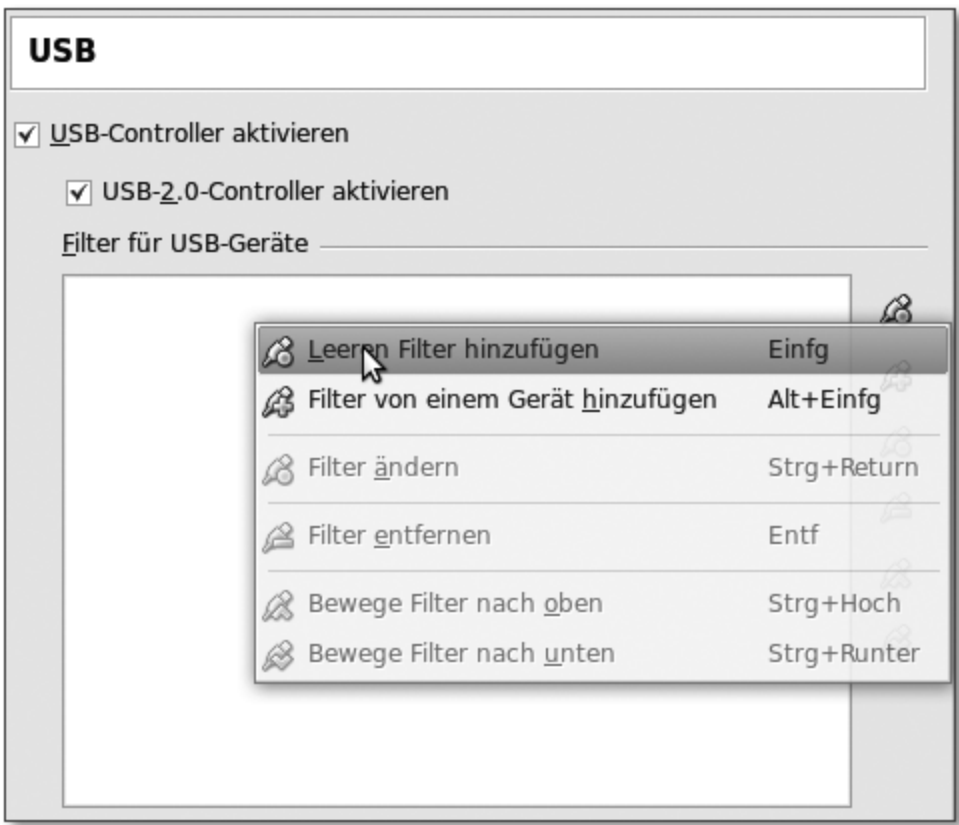 USB
USB-Controller aktivieren
USB-2.0-Controller aktivieren
Filter für USB-Geräte
Leeren Filter hinzufügen Einfg
Filter von einem Gerät hinzufügen Alt+Einfg
Filter ändern Strg+Return
Filter entfernen Entf
Bewege Filter nach oben Strg+Hoch
Bewege Filter nach unten Strg+Runter